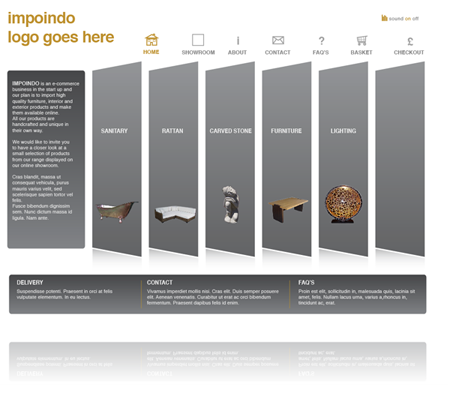 impoindo
logo goes here
sound on off
HOME
SHOWROOM
ABOUT
CONTACT
FAQ'S
BASKET
CHECKOUT
IMPOINDO is an e-commerce
business in the start up and
our plan is to import high
quality furniture, interior and
exterior products and make
them available online.
All our products are
handcrafted and unique in
their own way.
We would like to invite you
to have a closer look at a
small selection of products
from our range displayed on
our online showroom.
Cras blandit, massa ut
consequat vehicula, purus
mauris varius velit, sed
scelerisque sapien tortor vel
felis.
Fusce bibendum dignissim
sem. Nunc dictum massa id
ligula. Nam ante.
SANITARY
RATTAN
CARVED STONE
FURNITURE
LIGHTING
DELIVERY
Suspendisse potenti. Praesent in orci at felis
vulputate elementum. In eu lectus.
CONTACT
Vivamus imperdiet mollis nisi. Cras elit. Duis semper posuere
elit. Aenean venenatis. Curabitur ut erat ac orci bibendum
fermentum. Praesent dapibus felis id enim
FAQ'S
Proin est elit, sollicitudin in, malesuada quis, lacinia sit
amet, felis. Nullam lacus urna, varius a, rhoncus in,
tincidunt ac, erat.